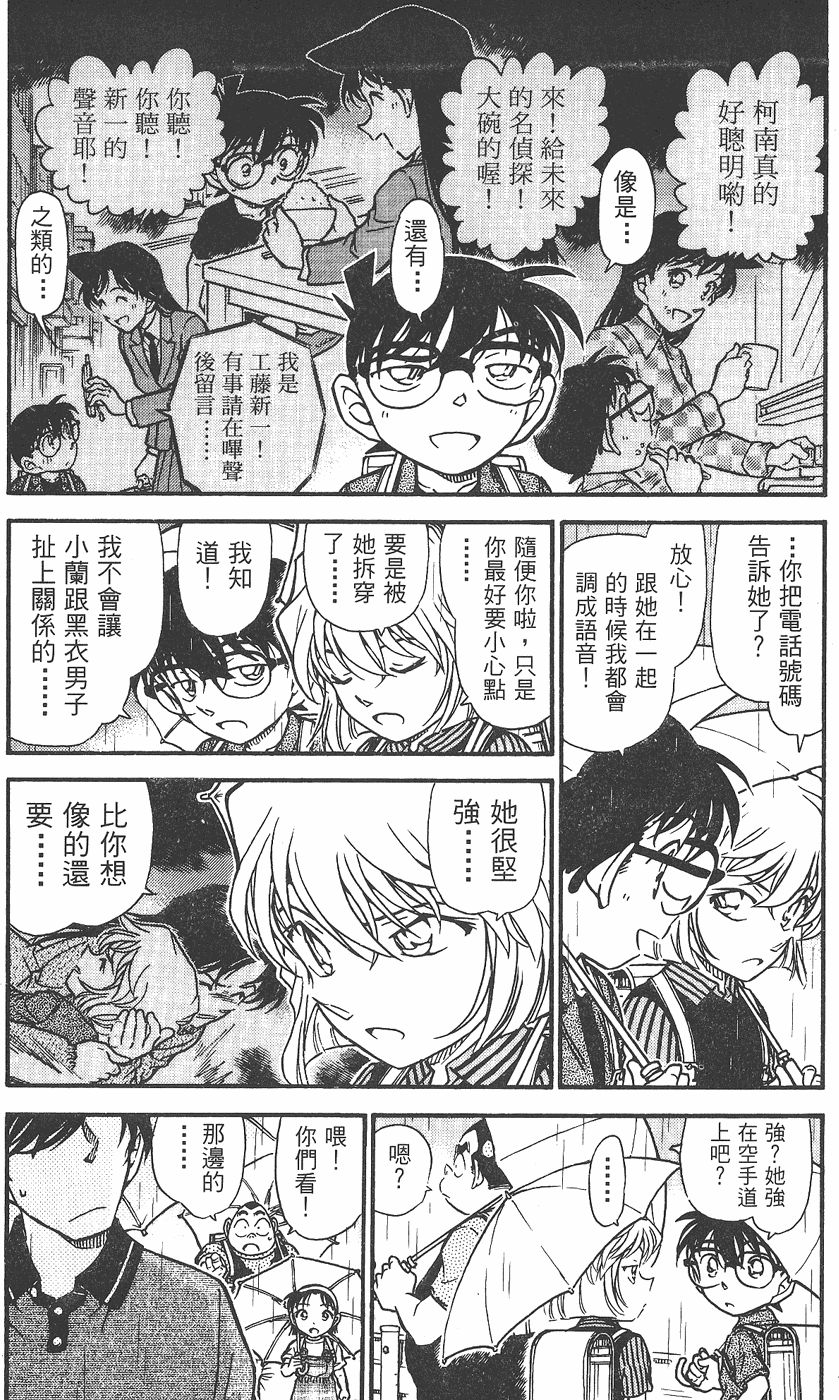 像是…
柯南真的
好聰明喲！
來！給未來
的名偵探！
大碗的喔！
還有…
你聽！
你聽！
新一的
聲音耶！
我是
工藤新一！
有事請在嗶聲
後留言……
之類的…
…你把電話號碼
告訴她了？
放心！
跟她在一起
的時候我都會
調成語音！
隨便你啦，只是
你最好要小心點
……
要是被
她拆穿
了……
我知
道！
我不會讓
小蘭跟黑衣男子
扯上關係的……
她很堅
強……
比你想
像的還
要……
強？她強
在空手道
上吧？
……
嗯？
喂！
你們看！
那邊的
……